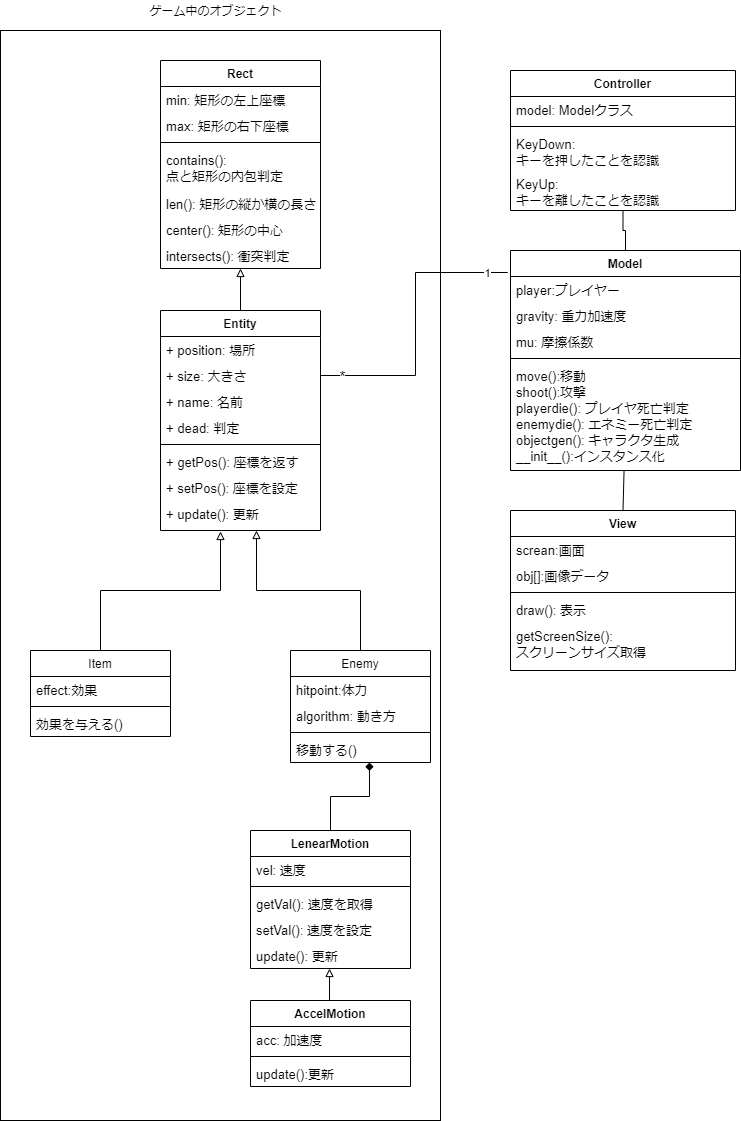 ゲーム中のオブジェクト
Rect
min: 矩形の左上座標
max: 矩形の右下座標
contains():
点と矩形の内包判定
len(): 矩形の縦か横の長さ
center(): 矩形の中心
intersects(): 衝突判定
Entity
+ position: 場所
+ size: 大きさ
+ name: 名前
+ dead: 判定
+ getPos(): 座標を返す
+ setPos(): 座標を設定
+ update(): 更新
Item
effect:効果
効果を与える()
Enemy
hitpoint:体力
algorithm: 動き方
移動する()
LenearMotion
vel: 速度
getVal(): 速度を取得
setVal(): 速度を設定
update(): 更新
AccelMotion
acc: 加速度
update():更新
*
1
Controller
model: Modelクラス
KeyDown:
キーを押したことを認識
KeyUp:
キーを離したことを認識
Model
player:プレイヤー
gravity: 重力加速度
mu: 摩擦係数
move():移動
shoot():攻撃
playerdie(): プレイヤ死亡判定
enemydie(): エネミー死亡判定
objectgen(): キャラクタ生成
__init__():インスタンス化
View
screan:画面
obj[]:画像データ
draw(): 表示
getScreenSize():
スクリーンサイズ取得